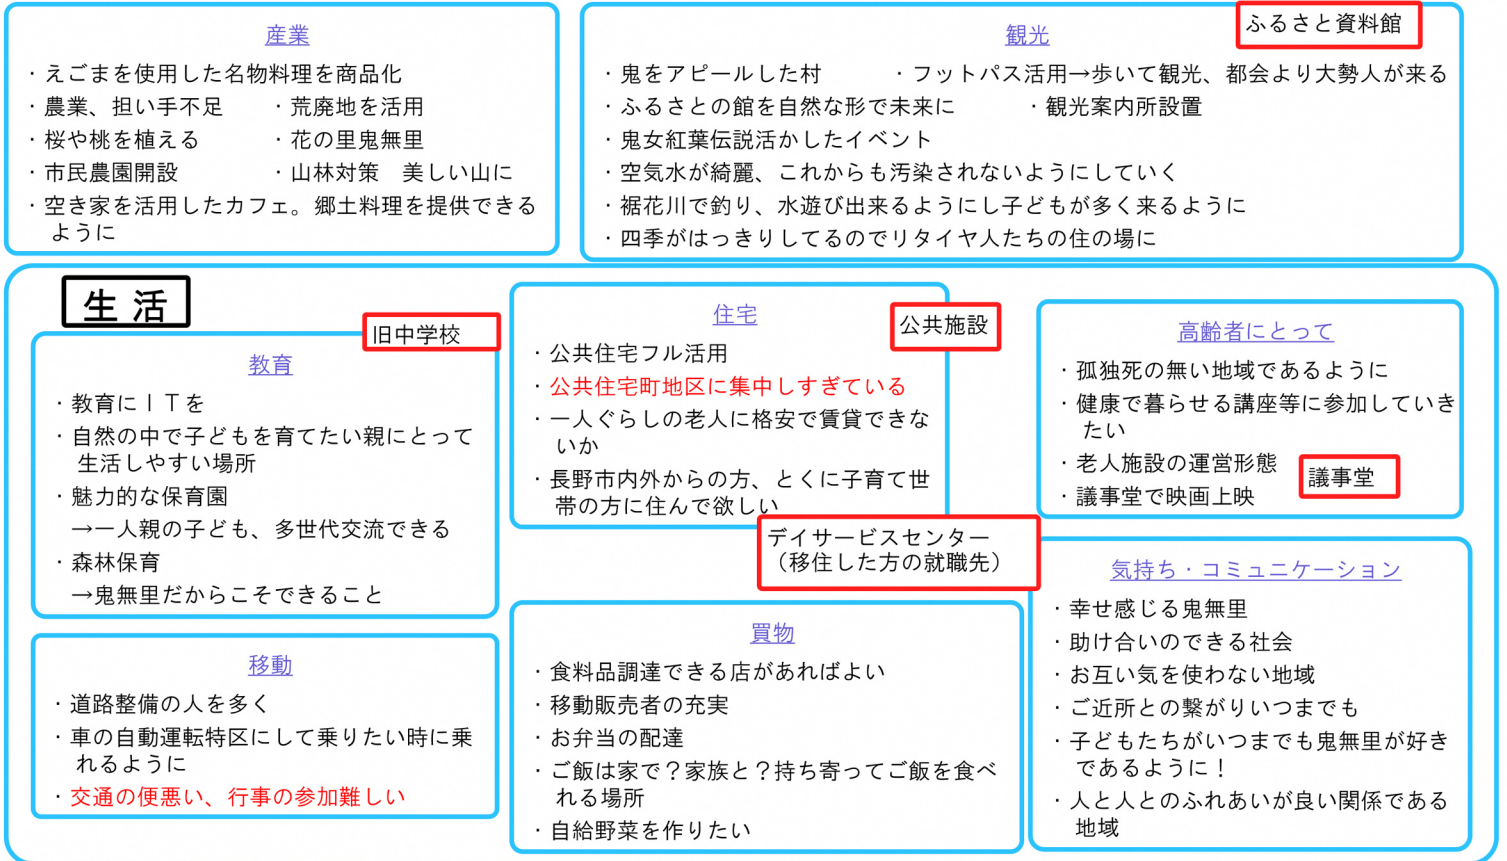 産業
・えごまを使用した名物料理を商品化
・農業、担い手不足　・荒廃地を活用
・桜や桃を植える　・花の里鬼無里
・市民農園開設　・山林対策　美しい山に
・空き家を活用したカフェ。郷土料理を提供できる
ように
ふるさと資料館
観光
・鬼をアピールした村　・フットパス活用→歩いて観光、都会より大勢人が来る
・ふるさとの館を自然な形で未来に　・観光案内所設置
・鬼女紅葉伝説活かしたイベント
・空気水が綺麗、これからも汚染されないようにしていく
・裾花川で釣り、水遊び出来るようにし子どもが多く来るように
・四季がはっきりしてるのでリタイヤ人たちの住の場に
生 活
旧中学校
教育
・教育にＩＴを
・自然の中で子どもを育てたい親にとって
生活しやすい場所
・魅力的な保育園
→一人親の子ども、多世代交流できる
・森林保育
→鬼無里だからこそできること
移動
・道路整備の人を多く
・車の自動運転特区にして乗りたい時に乗
れるように
・交通の便悪い、行事の参加難しい
住宅
公共施設
・公共住宅フル活用
・公共住宅町地区に集中しすぎている
・一人ぐらしの老人に格安で賃貸できな
いか
・長野市内外からの方、とくに子育て世
帯の方に住んで欲しい
デイサービスセンター
（移住した方の就職先）
買物
・食料品調達できる店があればよい
・移動販売者の充実
・お弁当の配達
・ご飯は家で？家族と？持ち寄ってご飯を食べ
れる場所
・自給野菜を作りたい
高齢者にとって
・孤独死の無い地域であるように
・健康で暮らせる講座等に参加していき
たい
・老人施設の運営形態
議事堂
・議事堂で映画上映
気持ち・コミュニケーション
・幸せ感じる鬼無里
・助け合いのできる社会
・お互い気を使わない地域
・ご近所との繋がりいつまでも
・子どもたちがいつまでも鬼無里が好き
であるように！
・人と人とのふれあいが良い関係である
地域